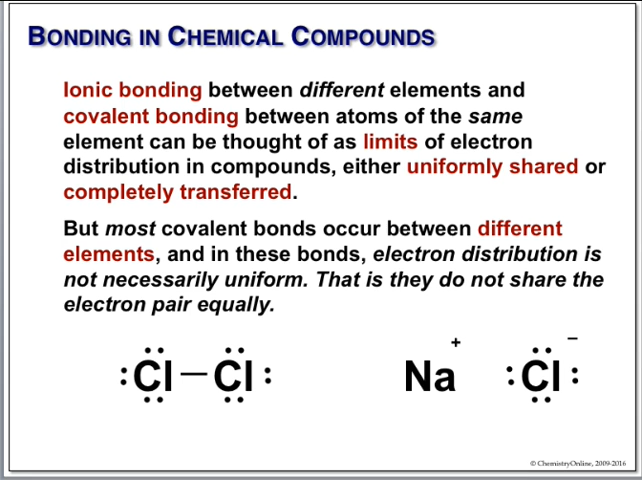 BONDING IN CHEMICAL COMPOUNDS
Ionic bonding between different elements and
covalent bonding between atoms of the same
element can be thought of as limits of electron
distribution in compounds, either uniformly shared or
completely transferred.
But most covalent bonds occur between different
elements, and in these bonds, electron distribution is
not necessarily uniform. That is they do not share the
electron pair equally.
:Cl—Cl: Na + :Cl: −
© ChemistryOnline, 2009-2016